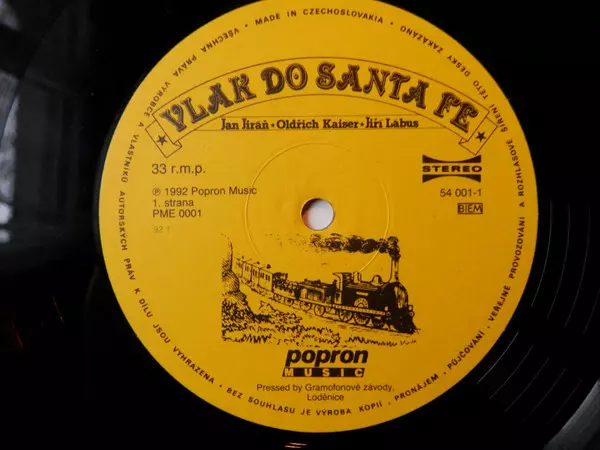 VŠECHNA PRÁVA VÝROBCE A VLASTNÍKŮ AUTORSKÝCH PRÁV K DÍLU JSOU VYHRAZENA • BEZ SOUHLASU JE VÝROBA KOPIÍ, PRONÁJEM, PŮJČOVÁNÍ, VEŘEJNÉ PROVOZOVÁNÍ A ROZHLASOVÉ ŠÍŘENÍ TÉTO DESKY ZAKÁZÁNO • MADE IN CZECHOSLOVAKIA •
VLAK DO SANTA FE
Jan Jiráň • Oldřich Kaiser • Jiří Lábus
33 r.m.p.
STEREO
℗ 1992 Popron Music
54 001-1
1. strana
BIEM
PME 0001
92 1
popron
MUSIC
Pressed by Gramofonové závody,
Loděnice